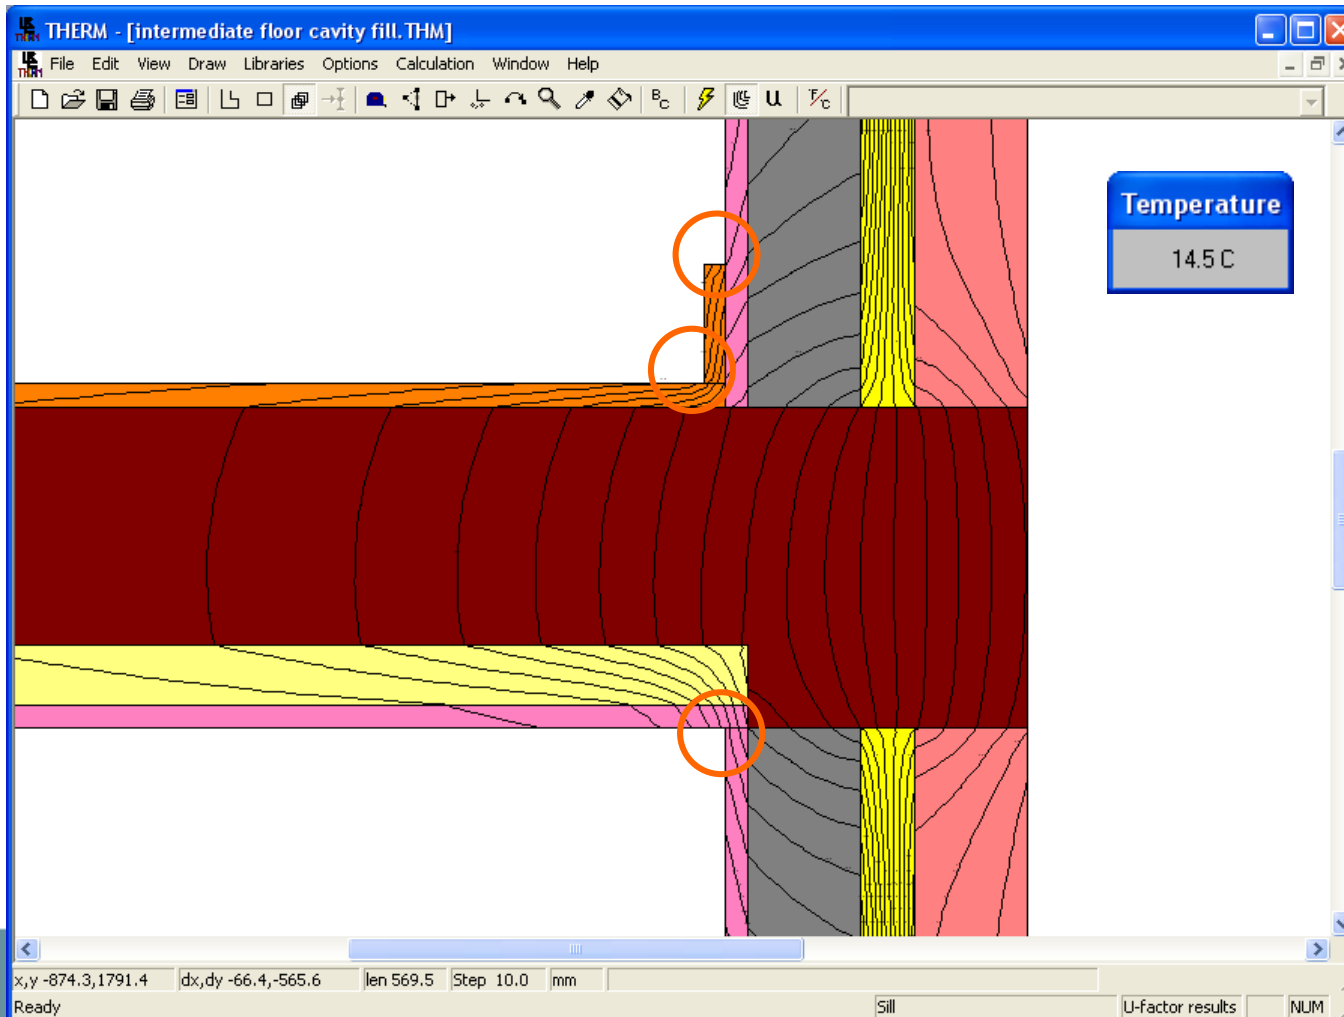 THERM - [intermediate floor cavity fill.THM]
File Edit View Draw Libraries Options Calculation Window Help
BC U F/C
Temperature
14.5 C
x,y -874.3,1791.4 dx,dy -66.4,-565.6 len 569.5 Step 10.0 mm
Ready Sill U-factor results NUM